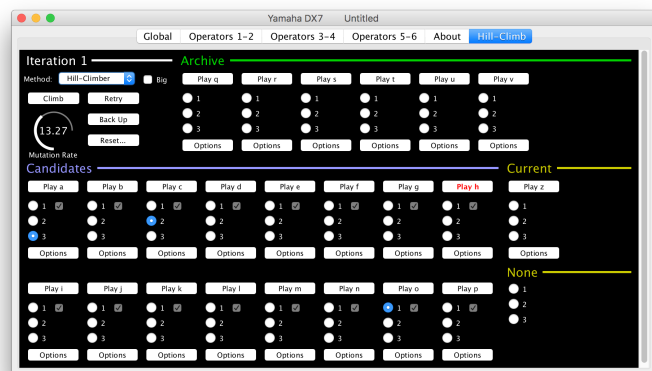 Yamaha DX7 Untitled
Global Operators 1-2 Operators 3-4 Operators 5-6 About Hill-Climb
Iteration 1 Archive
Method: Hill-Climber Big Play q Play r Play s Play t Play u Play v
Climb Retry 1 1 1 1 1 1
Back Up 2 2 2 2 2 2
13.27 3 3 3 3 3 3
Reset... Options Options Options Options Options Options
Mutation Rate
Candidates Current
Play a Play b Play c Play d Play e Play f Play g Play h Play z
1 1 1 1 1 1 1 1 1
2 2 2 2 2 2 2 2 2
3 3 3 3 3 3 3 3 3
Options Options Options Options Options Options Options Options Options
None
Play i Play j Play k Play l Play m Play n Play o Play p 1
1 1 1 1 1 1 1 1 2
2 2 2 2 2 2 2 2 3
3 3 3 3 3 3 3 3
Options Options Options Options Options Options Options Options